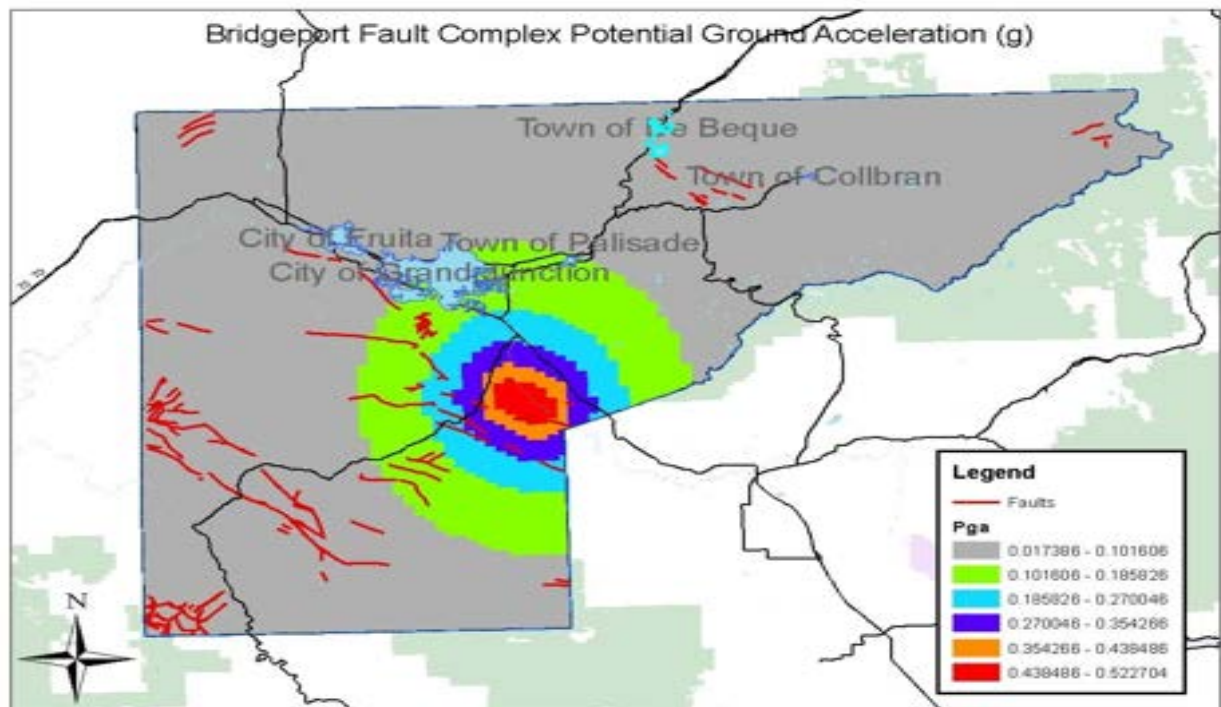 Bridgeport Fault Complex Potential Ground Acceleration (g)
Town of De Beque
Town of Collbran
City of Fruita
Town of Palisade
City of Grand Junction
N
Legend
Faults
Pga
0.017386 - 0.101606
0.101606 - 0.185826
0.185826 - 0.270046
0.270046 - 0.354266
0.354266 - 0.438486
0.438486 - 0.522704